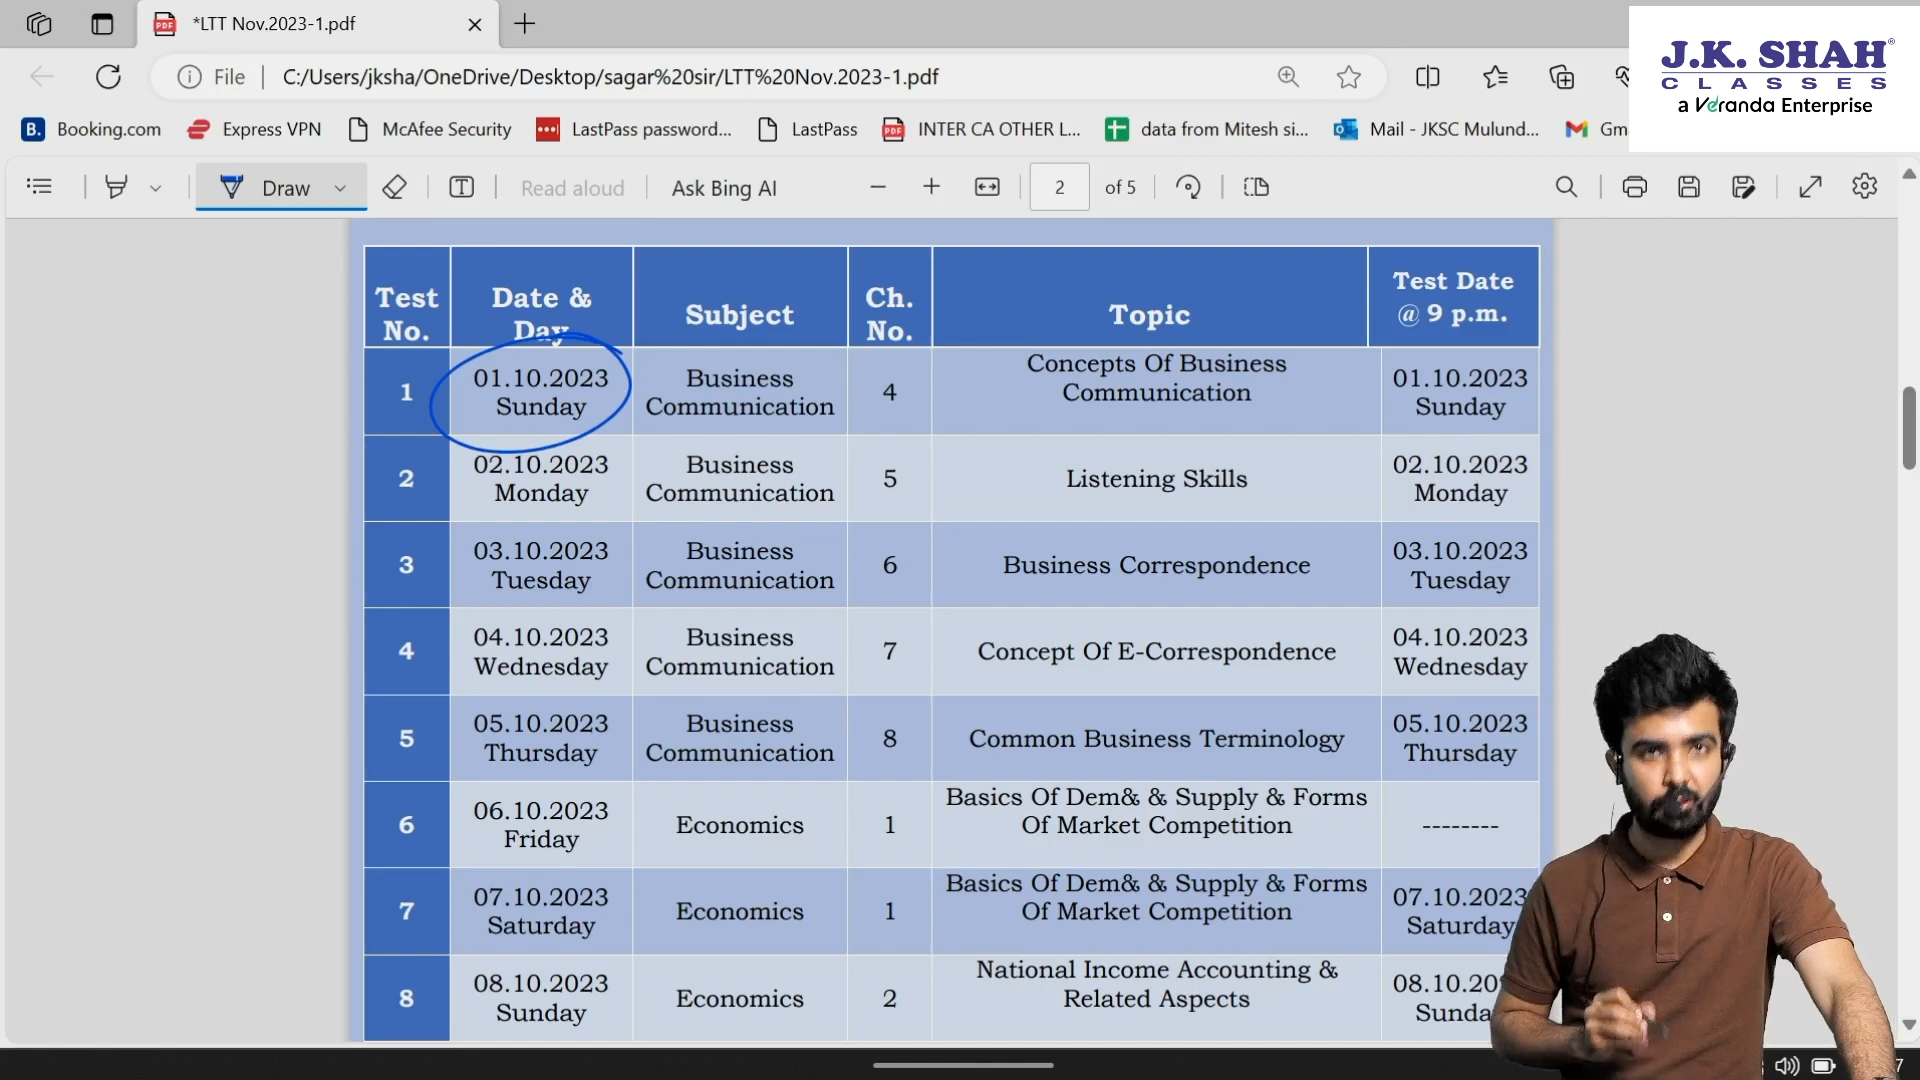 *LTT Nov.2023-1.pdf
J.K. SHAH®
CLASSES
a Veranda Enterprise
File
C:/Users/jksha/OneDrive/Desktop/sagar%20sir/LTT%20Nov.2023-1.pdf
B. Booking.com
Express VPN
McAfee Security
LastPass password...
LastPass
INTER CA OTHER L...
data from Mitesh si...
Mail - JKSC Mulund...
Draw
Read aloud
Ask Bing AI
2
of 5
Test No.
Date & Day
Subject
Ch. No.
Topic
Test Date @ 9 p.m.
1
01.10.2023 Sunday
Business Communication
4
Concepts Of Business Communication
01.10.2023 Sunday
2
02.10.2023 Monday
Business Communication
5
Listening Skills
02.10.2023 Monday
3
03.10.2023 Tuesday
Business Communication
6
Business Correspondence
03.10.2023 Tuesday
4
04.10.2023 Wednesday
Business Communication
7
Concept Of E-Correspondence
04.10.2023 Wednesday
5
05.10.2023 Thursday
Business Communication
8
Common Business Terminology
05.10.2023 Thursday
6
06.10.2023 Friday
Economics
1
Basics Of Dem& & Supply & Forms Of Market Competition
--------
7
07.10.2023 Saturday
Economics
1
Basics Of Dem& & Supply & Forms Of Market Competition
07.10.2023 Saturday
8
08.10.2023 Sunday
Economics
2
National Income Accounting & Related Aspects